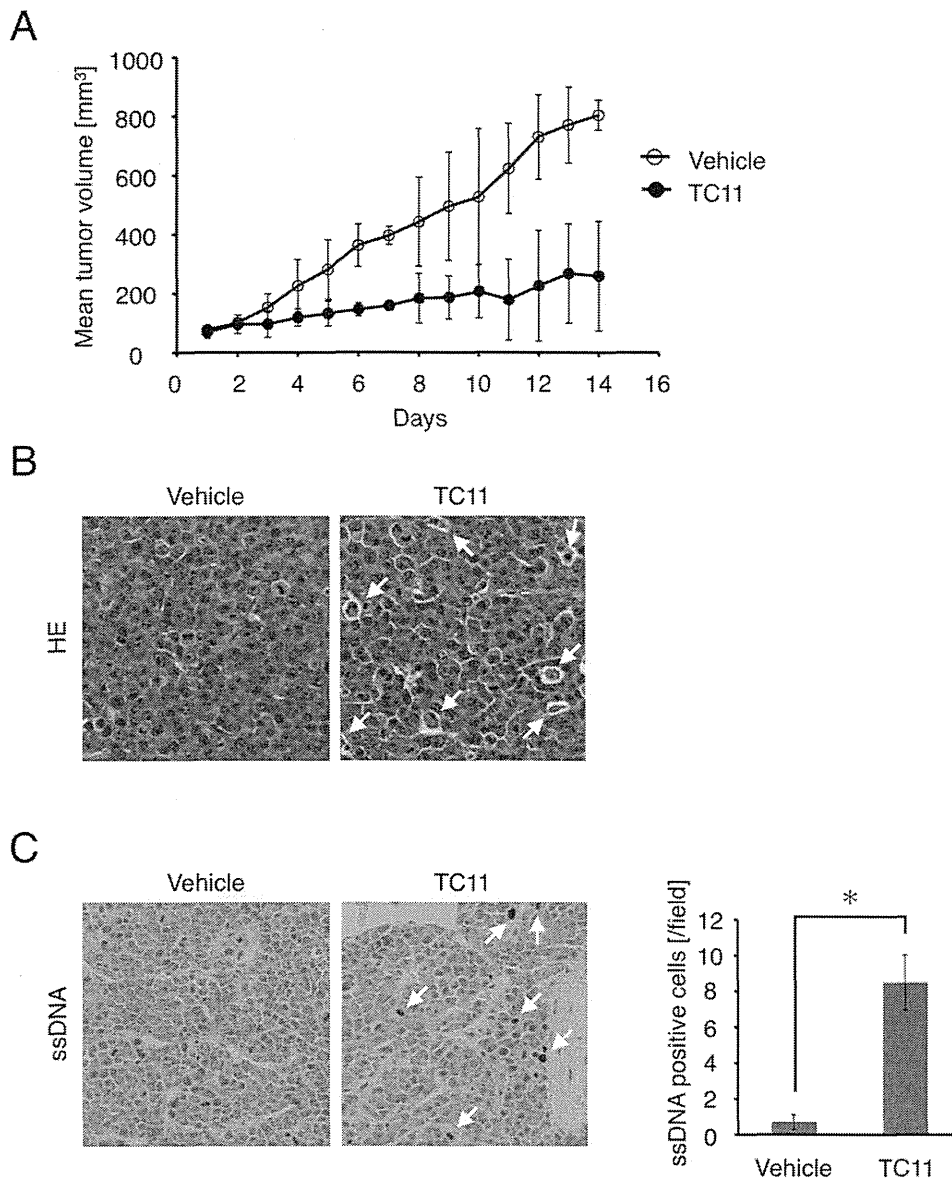 A
Mean tumor volume [mm³]
1000
800
600
400
200
0
0 2 4 6 8 10 12 14 16
Days
Vehicle
TC11
B
Vehicle TC11
HE
C
Vehicle TC11
ssDNA
ssDNA positive cells [/field]
12
10
8
6
4
2
0
*
Vehicle TC11